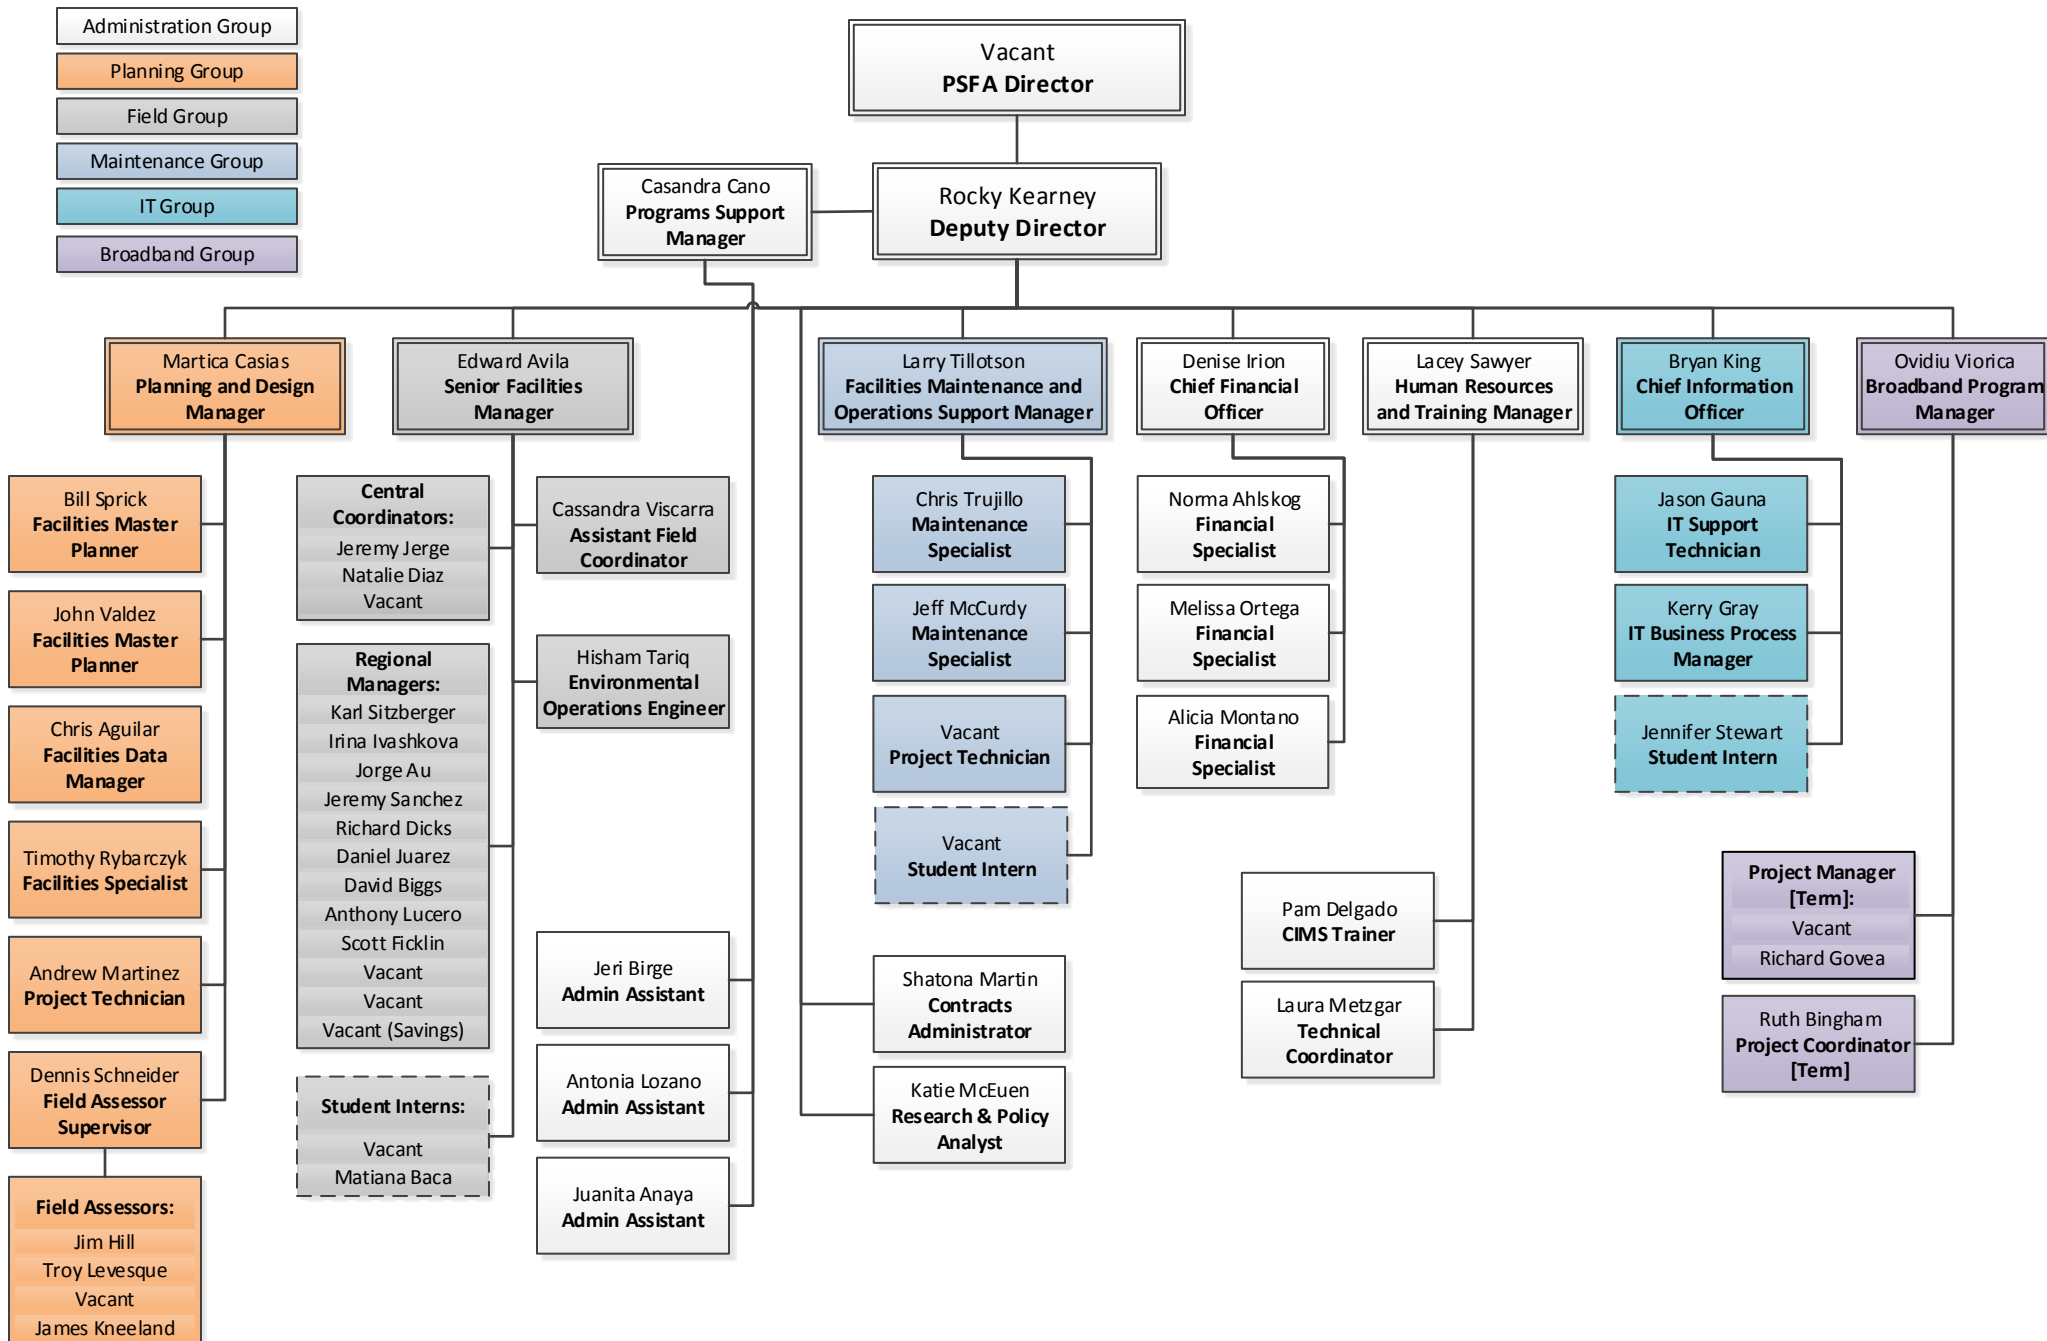 Administration Group
Planning Group
Field Group
Maintenance Group
IT Group
Broadband Group
Vacant
PSFA Director
Casandra Cano
Programs Support
Manager
Rocky Kearney
Deputy Director
Martica Casias
Planning and Design
Manager
Edward Avila
Senior Facilities
Manager
Larry Tillotson
Facilities Maintenance and
Operations Support Manager
Denise Irion
Chief Financial
Officer
Lacey Sawyer
Human Resources
and Training Manager
Bryan King
Chief Information
Officer
Ovidiu Viorica
Broadband Program
Manager
Bill Sprick
Facilities Master
Planner
John Valdez
Facilities Master
Planner
Chris Aguilar
Facilities Data
Manager
Timothy Rybarczyk
Facilities Specialist
Andrew Martinez
Project Technician
Dennis Schneider
Field Assessor
Supervisor
Field Assessors:
Jim Hill
Troy Levesque
Vacant
James Kneeland
Central
Coordinators:
Jeremy Jerge
Natalie Diaz
Vacant
Regional
Managers:
Karl Sitzberger
Irina Ivashkova
Jorge Au
Jeremy Sanchez
Richard Dicks
Daniel Juarez
David Biggs
Anthony Lucero
Scott Ficklin
Vacant
Vacant
Vacant (Savings)
Student Interns:
Vacant
Matiana Baca
Cassandra Viscarra
Assistant Field
Coordinator
Hisham Tariq
Environmental
Operations Engineer
Jeri Birge
Admin Assistant
Antonia Lozano
Admin Assistant
Juanita Anaya
Admin Assistant
Chris Trujillo
Maintenance
Specialist
Jeff McCurdy
Maintenance
Specialist
Vacant
Project Technician
Vacant
Student Intern
Shatona Martin
Contracts
Administrator
Katie McEuen
Research & Policy
Analyst
Norma Ahlskog
Financial
Specialist
Melissa Ortega
Financial
Specialist
Alicia Montano
Financial
Specialist
Pam Delgado
CIMS Trainer
Laura Metzgar
Technical
Coordinator
Jason Gauna
IT Support
Technician
Kerry Gray
IT Business Process
Manager
Jennifer Stewart
Student Intern
Project Manager
[Term]:
Vacant
Richard Govea
Ruth Bingham
Project Coordinator
[Term]